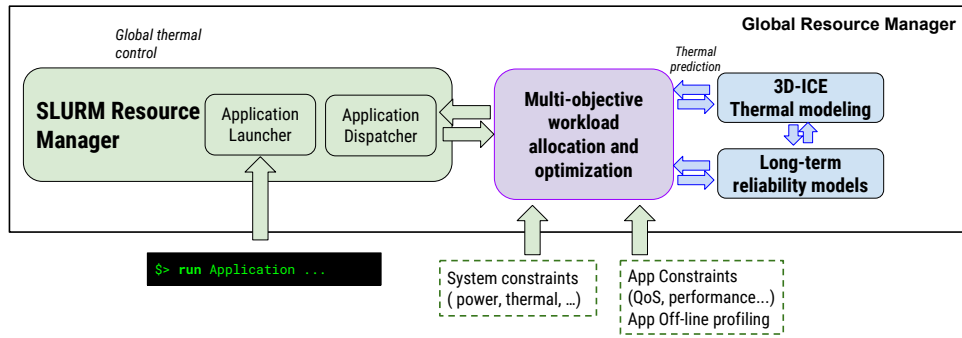 Global Resource Manager
Global thermal
control
Thermal
prediction
SLURM Resource
Manager
Application
Launcher
Application
Dispatcher
Multi-objective
workload
allocation and
optimization
3D-ICE
Thermal modeling
Long-term
reliability models
$> run Application ...
System constraints
( power, thermal, ...)
App Constraints
(QoS, performance...)
App Off-line profiling